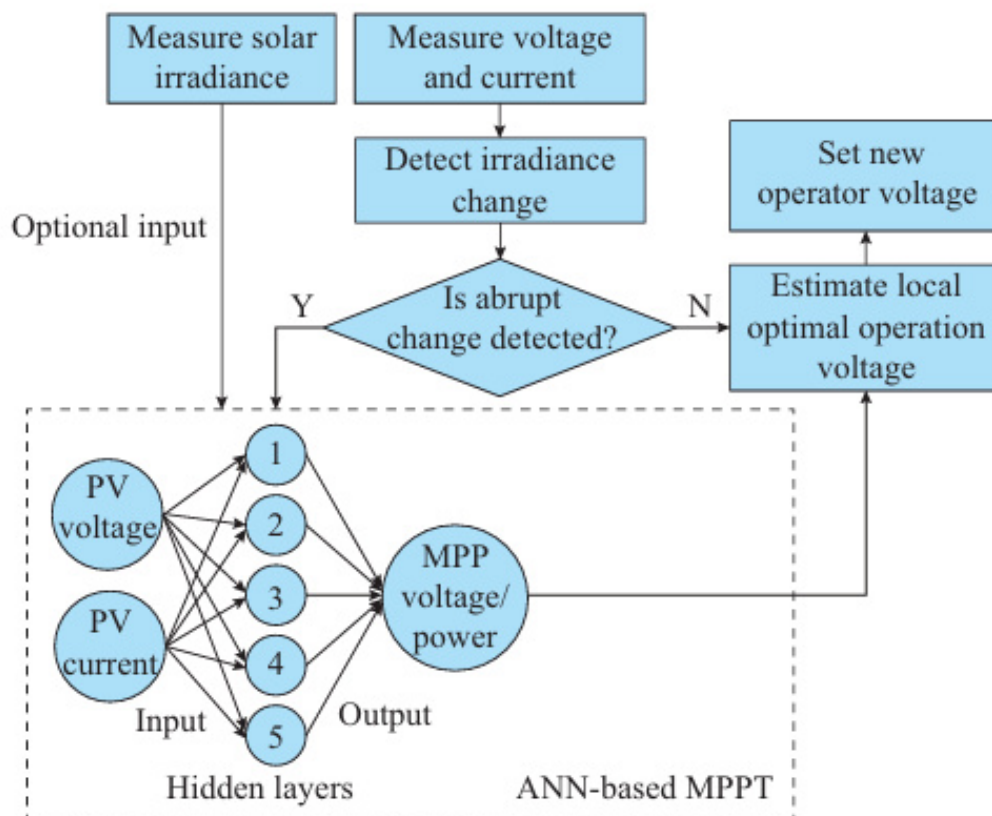 Measure solar
irradiance
Measure voltage
and current
Detect irradiance
change
Set new
operator voltage
Optional input
Y
Is abrupt
change detected?
N
Estimate local
optimal operation
voltage
PV
voltage
PV
current
1
2
3
4
5
MPP
voltage/
power
Input
Output
Hidden layers
ANN-based MPPT